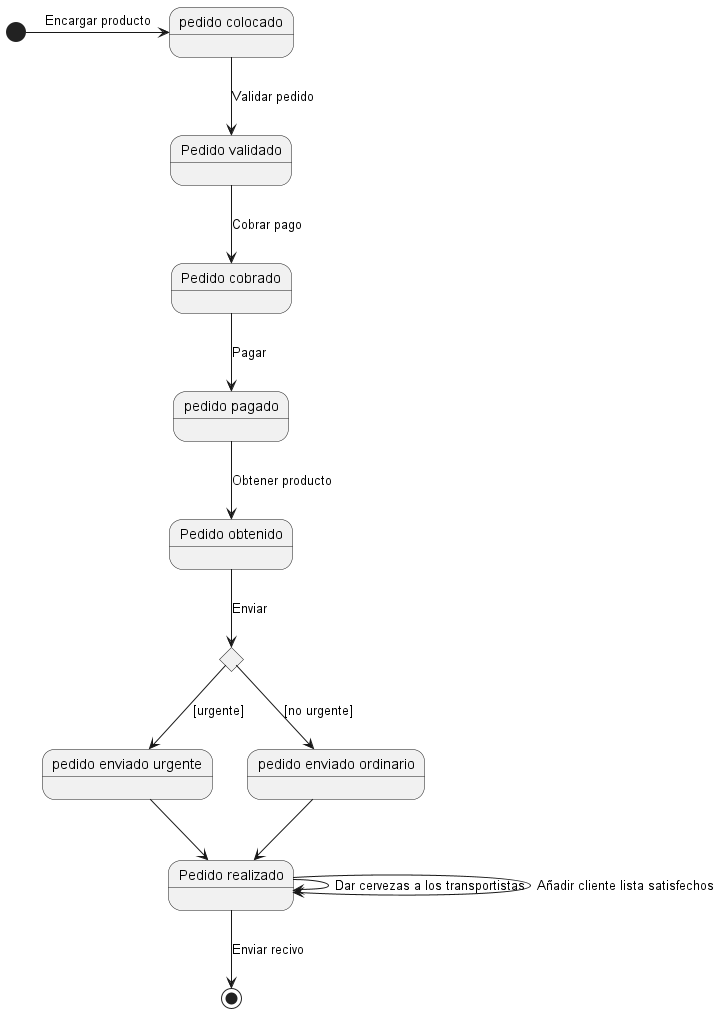 Encargar producto
pedido colocado
Validar pedido
Pedido validado
Cobrar pago
Pedido cobrado
Pagar
pedido pagado
Obtener producto
Pedido obtenido
Enviar
[urgente]
[no urgente]
pedido enviado urgente
pedido enviado ordinario
Pedido realizado
Dar cervezas a los transportistas
Añadir cliente lista satisfechos
Enviar recivo